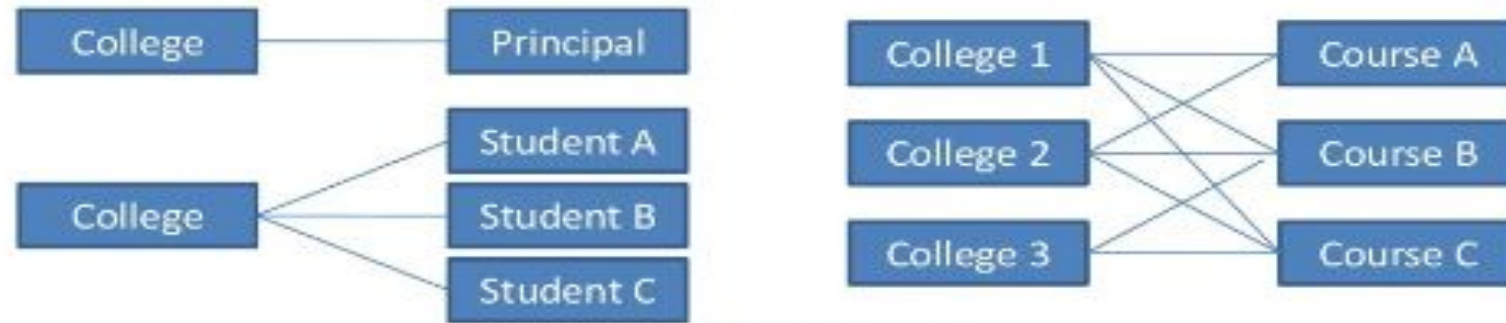 College
Principal
College
Student A
Student B
Student C
College 1
Course A
College 2
Course B
College 3
Course C